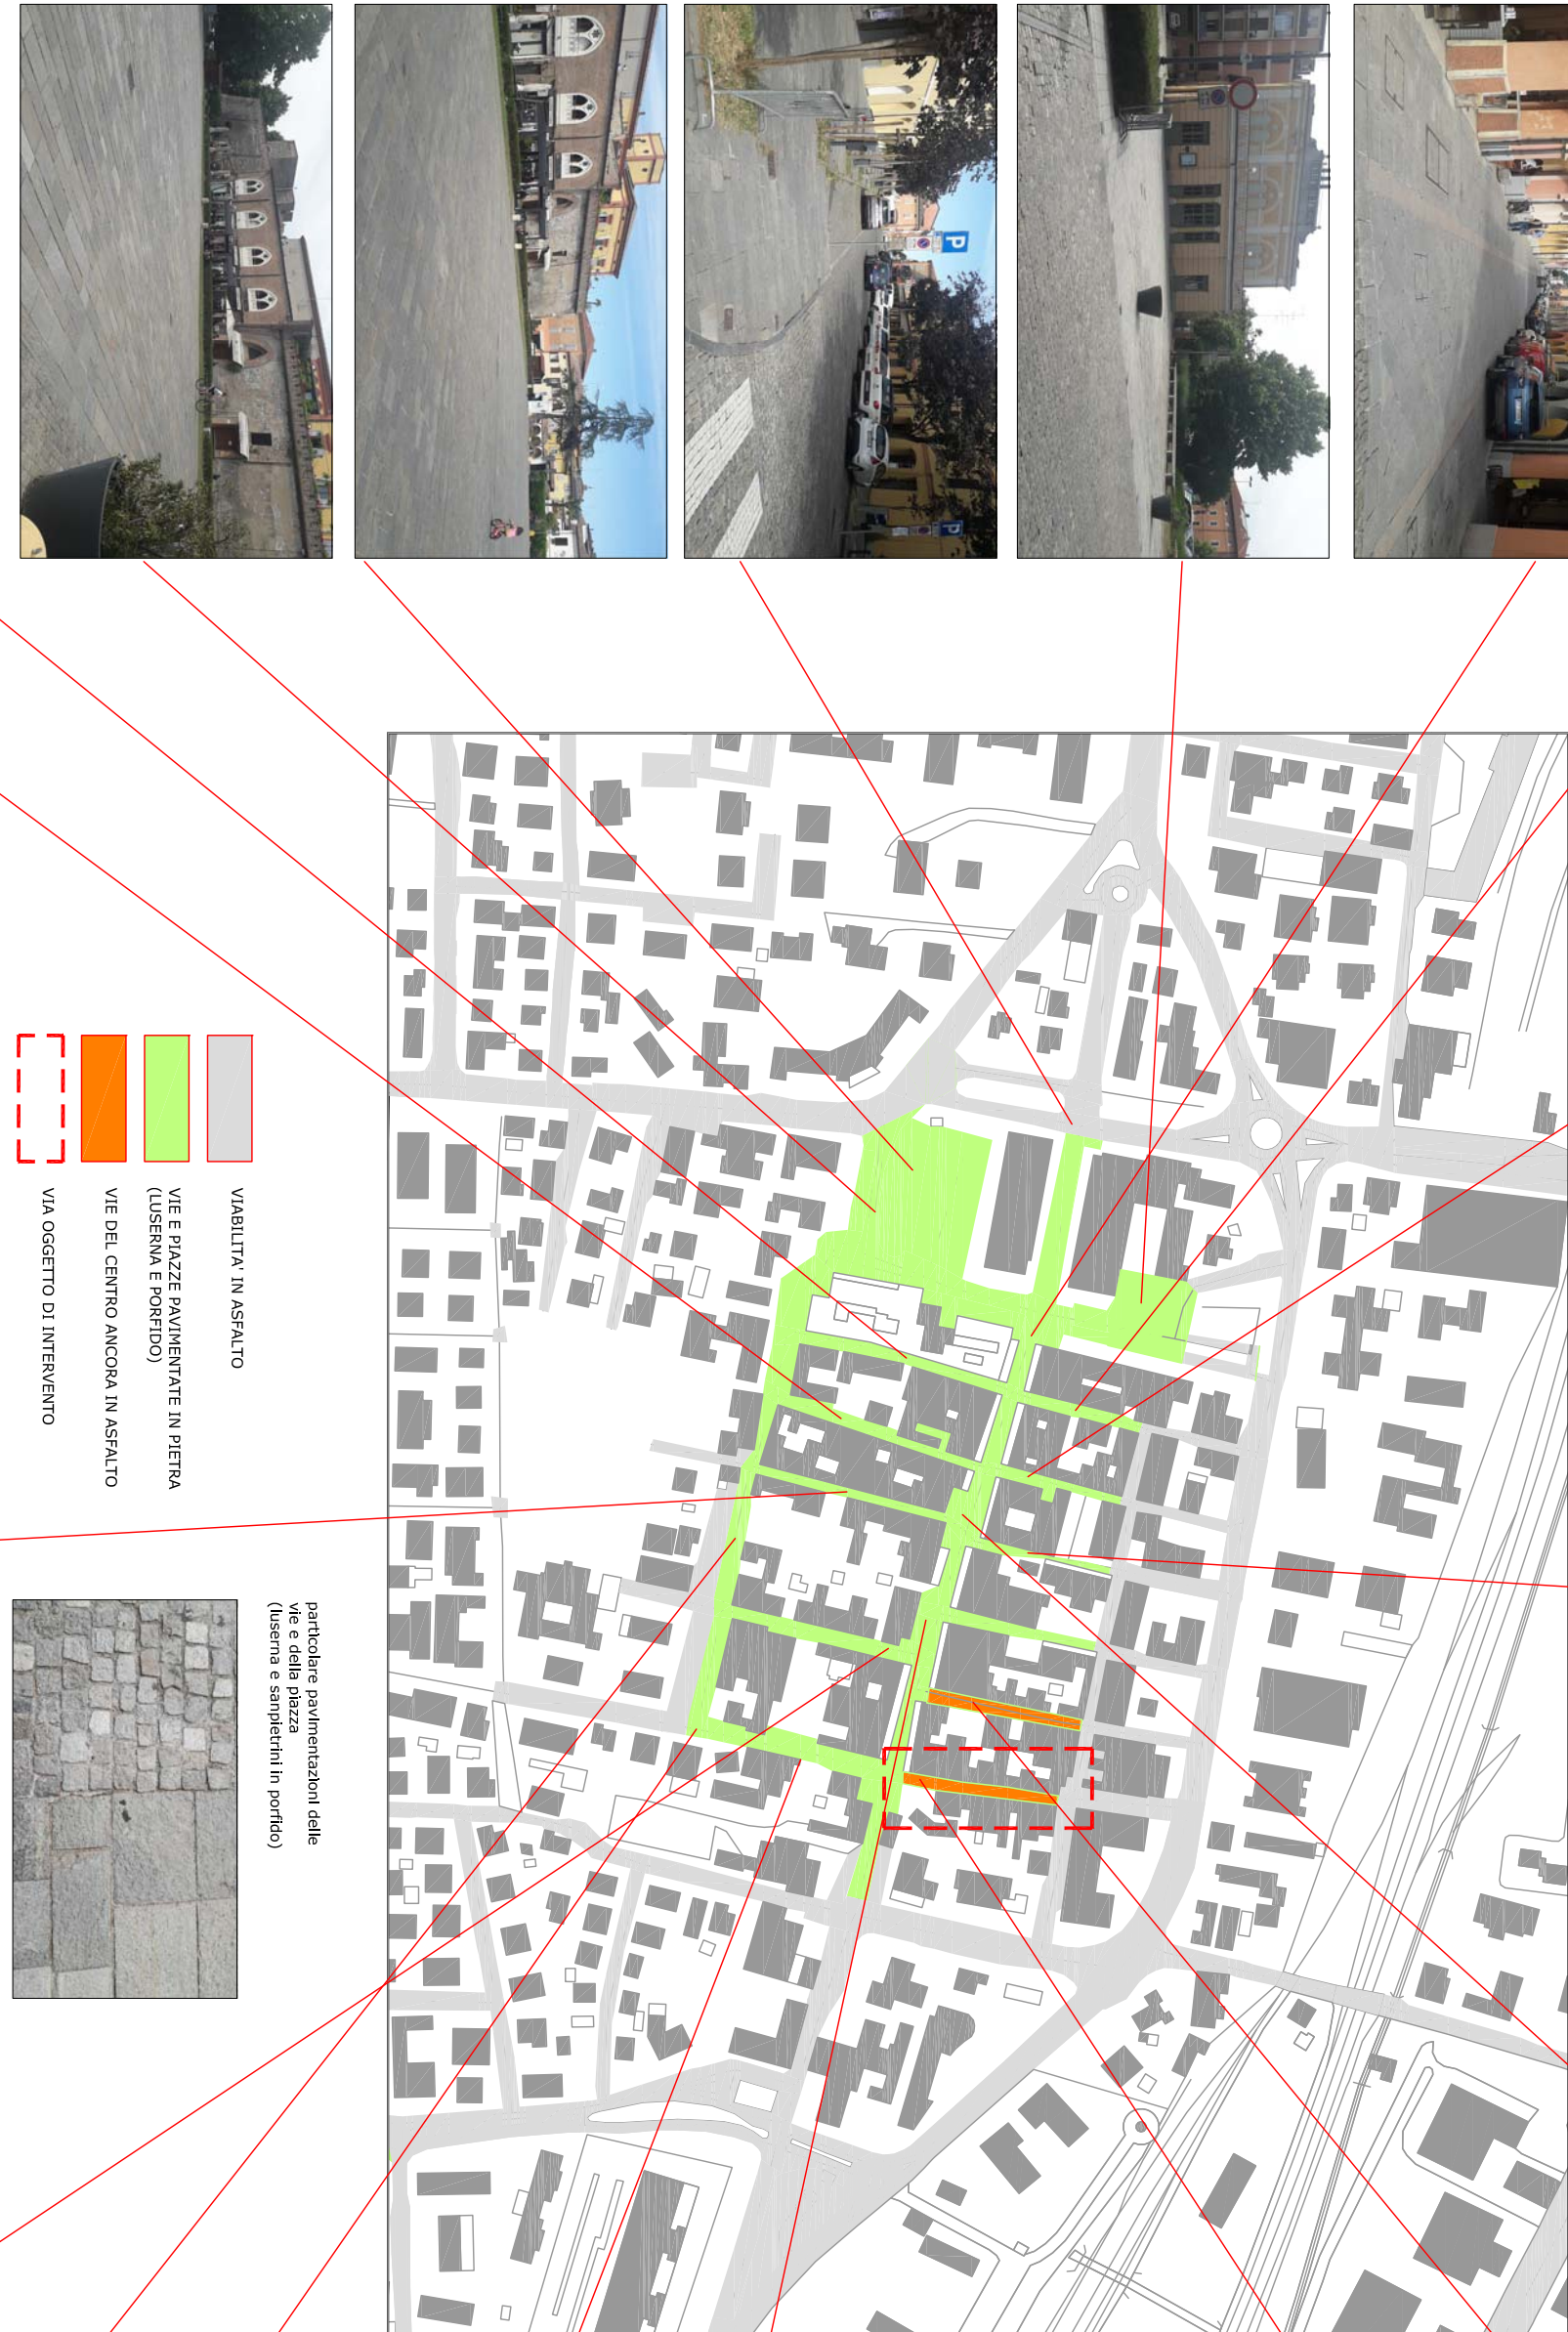 VIABILITA' IN ASFALTO
VIE E PIAZZE PAVIMENTATE IN PIETRA
(LUSERNA E PORFIDO)
VIE DEL CENTRO ANCORA IN ASFALTO
VIA OGGETTO DI INTERVENTO
particolare pavimentazioni delle
vie e della piazza
(luserna e sanpietrini in porfido)
P
P